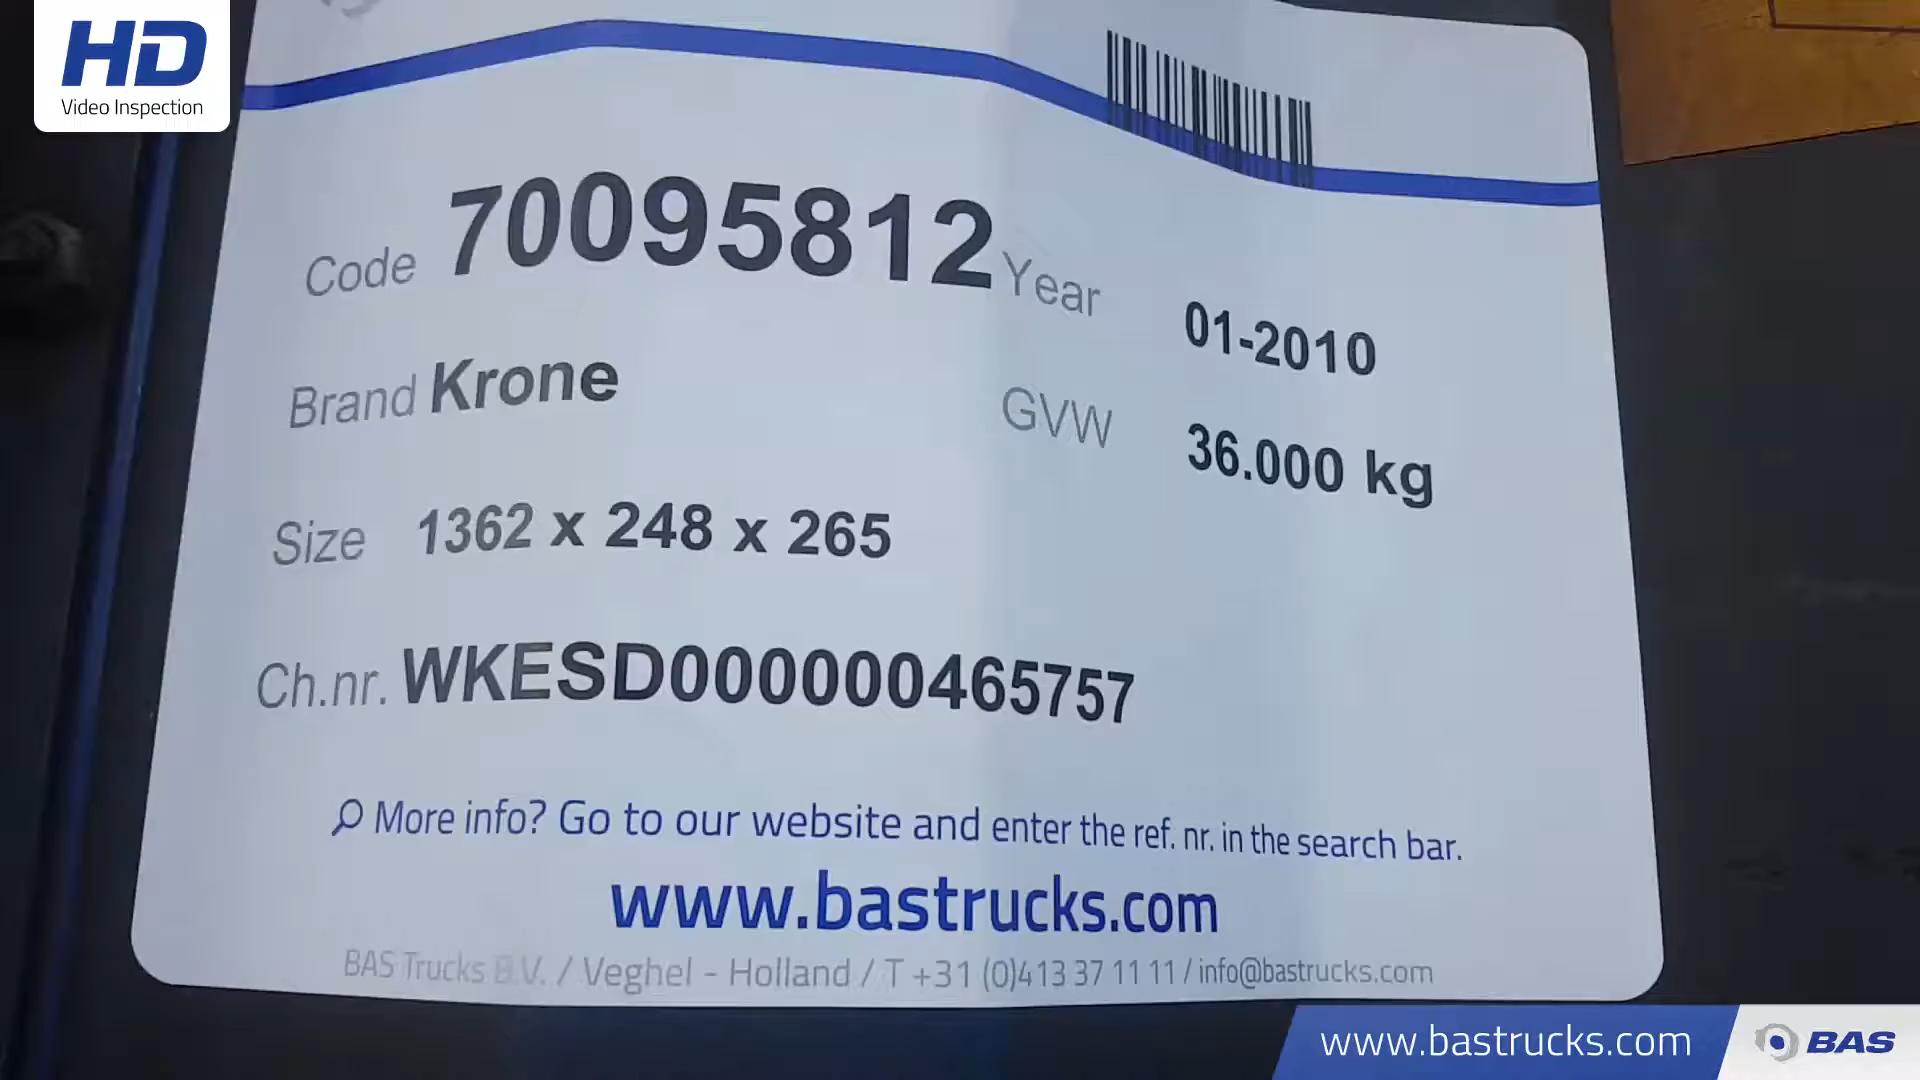 HD
Video Inspection
Code 70095812 Year 01-2010
Brand Krone GVW 36.000 kg
Size 1362 x 248 x 265
Ch.nr. WKESD000000465757
More info? Go to our website and enter the ref. nr. in the search bar.
www.bastrucks.com
BAS Trucks B.V. / Veghel - Holland / T +31 (0)413 37 11 11 / info@bastrucks.com
www.bastrucks.com BAS